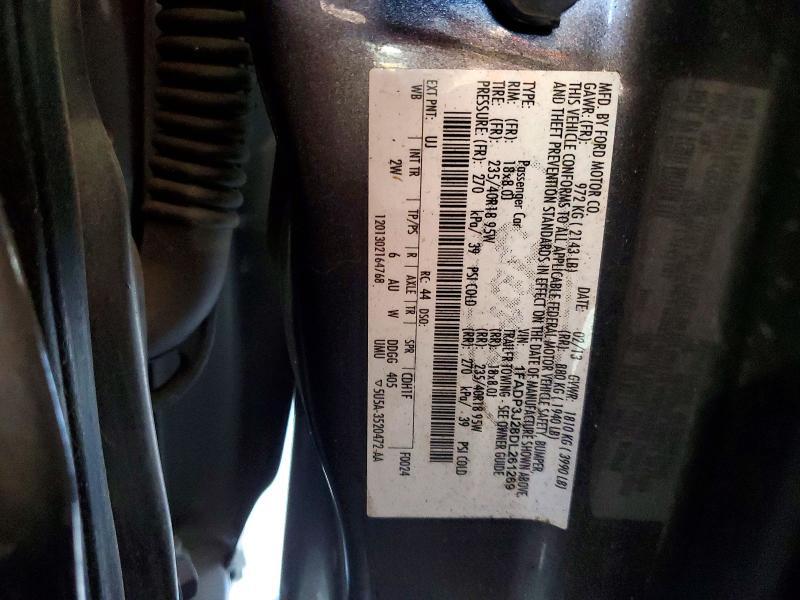 MFD. BY FORD MOTOR CO.
DATE: 02/13 GVWR: 1810 KG ( 3990 LB)
GAWR: (FR): 972 KG ( 2143 LB) (RR): 880 KG ( 1940 LB)
THIS VEHICLE CONFORMS TO ALL APPLICABLE FEDERAL MOTOR VEHICLE SAFETY, BUMPER,
AND THEFT PREVENTION STANDARDS IN EFFECT ON THE DATE OF MANUFACTURE SHOWN ABOVE.
VIN: 1FADP3J28DL261289
TYPE: Passenger Car TRAILER TOWING - SEE OWNER GUIDE
RIM: (FR): 18x8.0J (RR): 18x8.0J
TIRE: (FR): 235/40R18 95W (RR): 235/40R18 95W
PRESSURE: (FR): 270 kPa/ 39 PSI COLD (RR): 270 kPa/ 39 PSI COLD
EXT PNT: UJ RC: 44 DSO: F0024
WB INT TR TP/PS R AXLE TR SPR CDH1F
2W 6 AU W DDGG 405
1201302164768 UMU 5U5A-3520472-AA